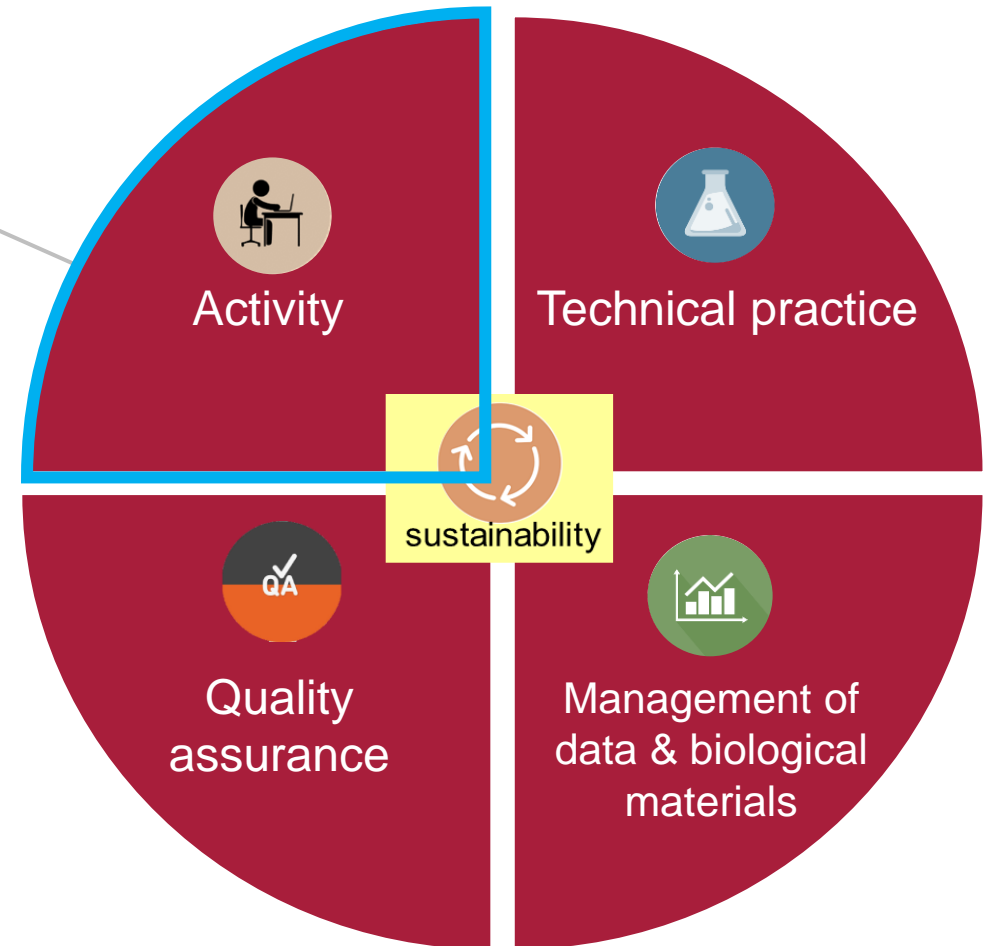 Activity
Technical practice
sustainability
QA
Quality
assurance
Management of
data & biological
materials